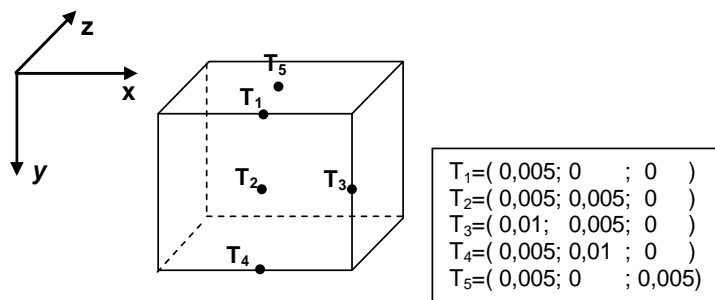 z
x
y
T5
T1
T2
T3
T4
T1=( 0,005; 0 ; 0 )
T2=( 0,005; 0,005; 0 )
T3=( 0,01; 0,005; 0 )
T4=( 0,005; 0,01 ; 0 )
T5=( 0,005; 0 ; 0,005)